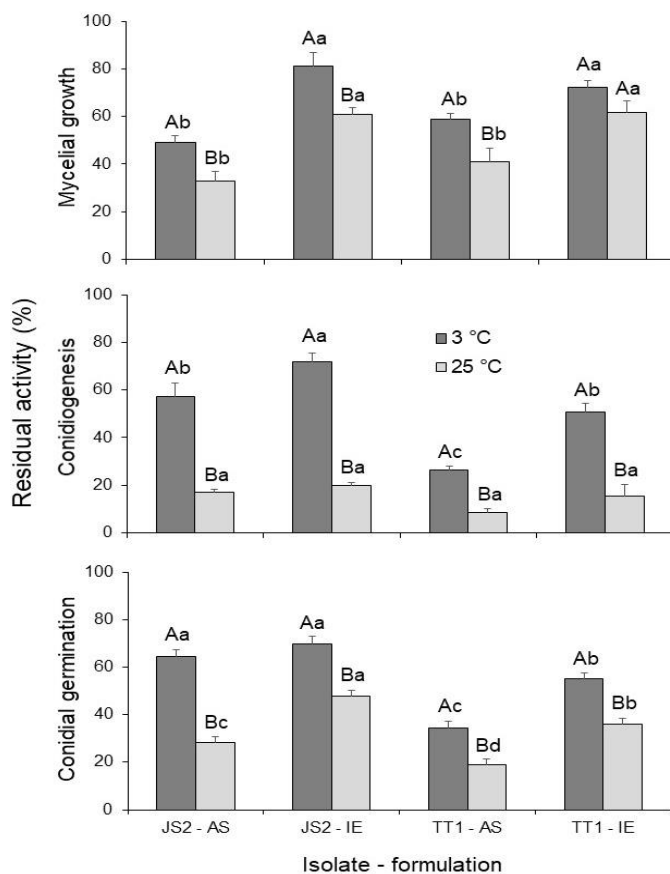 100
80
60
40
20
0
Mycelial growth
Ab
Bb
Aa
Ba
Ab
Bb
Aa
Aa
Residual activity (%)
100
80
60
40
20
0
Conidiogenesis
3 °C
25 °C
Ab
Ba
Aa
Ba
Ac
Ba
Ab
Ba
100
80
60
40
20
0
Conidial germination
Aa
Bc
Aa
Ba
Ac
Bd
Ab
Bb
JS2 - AS
JS2 - IE
TT1 - AS
TT1 - IE
Isolate - formulation